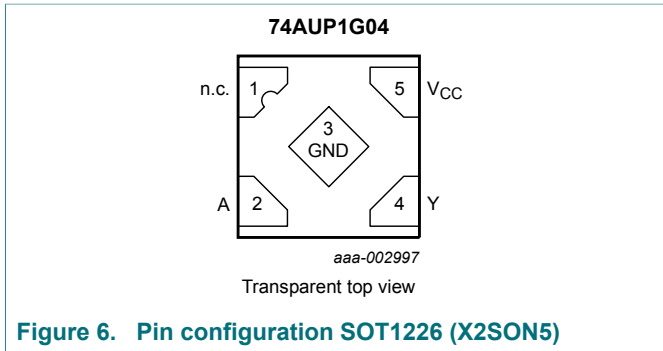 74AUP1G04
n.c. 1 5 VCC
3
GND
A 2 4 Y
aaa-002997
Transparent top view
Figure 6. Pin configuration SOT1226 (X2SON5)